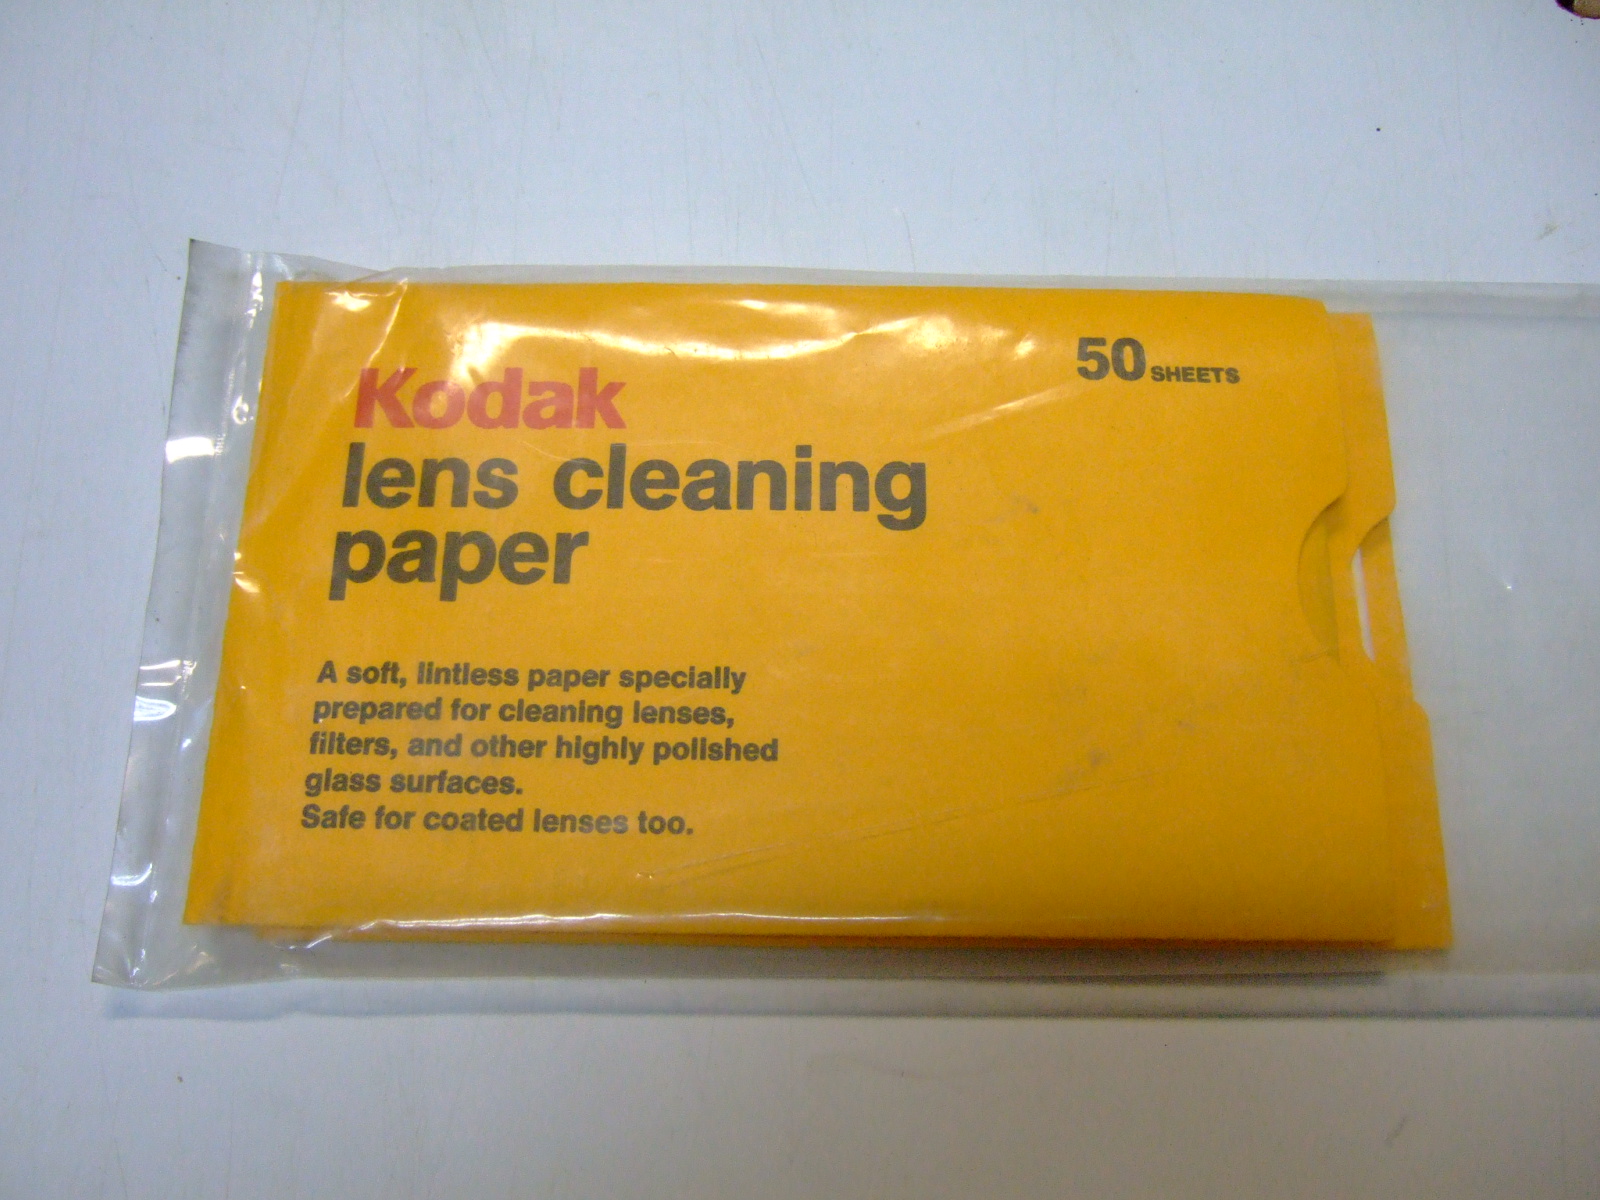 Kodak
50 SHEETS
lens cleaning
paper
A soft, lintless paper specially
prepared for cleaning lenses,
filters, and other highly polished
glass surfaces.
Safe for coated lenses too.